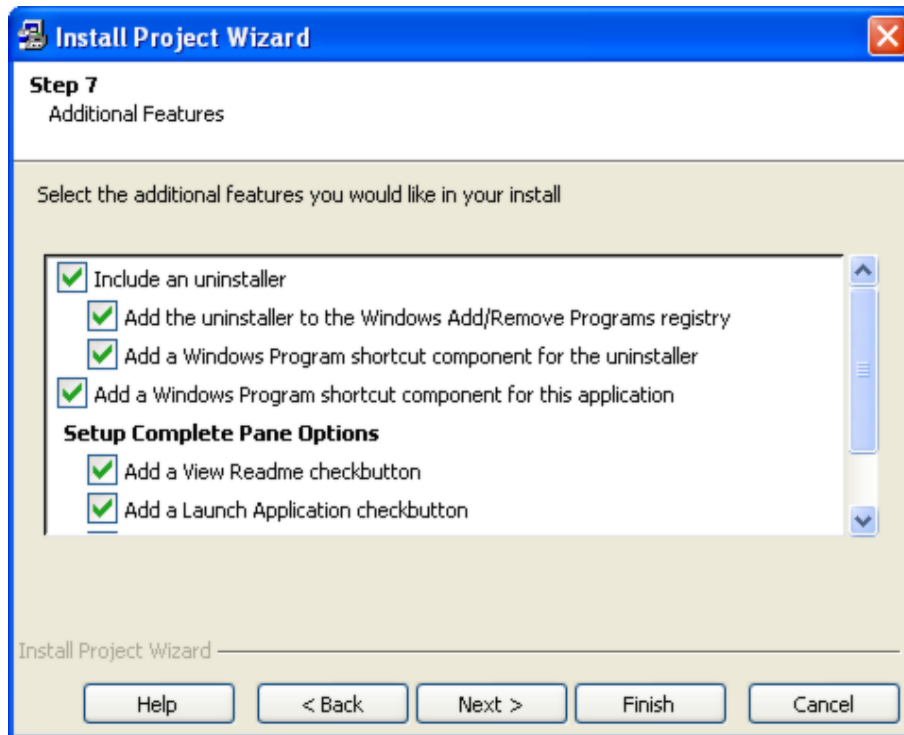 Install Project Wizard
Step 7
Additional Features
Select the additional features you would like in your install
Include an uninstaller
Add the uninstaller to the Windows Add/Remove Programs registry
Add a Windows Program shortcut component for the uninstaller
Add a Windows Program shortcut component for this application
Setup Complete Pane Options
Add a View Readme checkbutton
Add a Launch Application checkbutton
Install Project Wizard
Help < Back Next > Finish Cancel